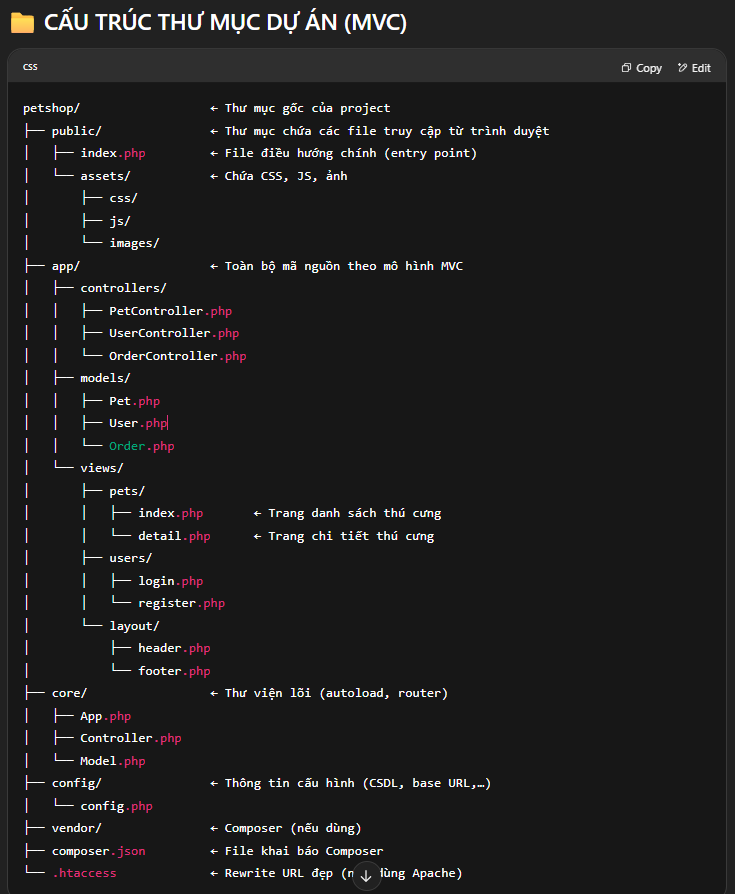 CẤU TRÚC THƯ MỤC DỰ ÁN (MVC)
css Copy Edit
petshop/ ← Thư mục gốc của project
├── public/ ← Thư mục chứa các file truy cập từ trình duyệt
│   ├── index.php ← File điều hướng chính (entry point)
│   └── assets/ ← Chứa CSS, JS, ảnh
│       ├── css/
│       ├── js/
│       └── images/
├── app/ ← Toàn bộ mã nguồn theo mô hình MVC
│   ├── controllers/
│   │   ├── PetController.php
│   │   ├── UserController.php
│   │   └── OrderController.php
│   ├── models/
│   │   ├── Pet.php
│   │   ├── User.php
│   │   └── Order.php
│   └── views/
│       ├── pets/
│       │   ├── index.php ← Trang danh sách thú cưng
│       │   └── detail.php ← Trang chi tiết thú cưng
│       ├── users/
│       │   ├── login.php
│       │   └── register.php
│       └── layout/
│           ├── header.php
│           └── footer.php
├── core/ ← Thư viện lõi (autoload, router)
│   ├── App.php
│   ├── Controller.php
│   └── Model.php
├── config/ ← Thông tin cấu hình (CSDL, base URL,…)
│   └── config.php
├── vendor/ ← Composer (nếu dùng)
├── composer.json ← File khai báo Composer
└── .htaccess ← Rewrite URL đẹp ( dùng Apache)